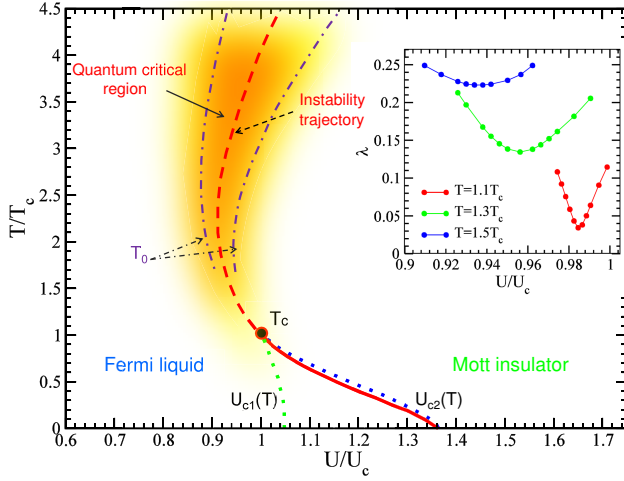 4.5
4
3.5
3
2.5
2
1.5
1
0.5
0
T/T_c
0.6 0.7 0.8 0.9 1 1.1 1.2 1.3 1.4 1.5 1.6 1.7
U/U_c
Quantum critical
region
Instability
trajectory
T_0
T_c
Fermi liquid
Mott insulator
U_c1(T)
U_c2(T)
0.25
0.20
0.15
0.10
0.05
0
λ
T=1.1T_c
T=1.3T_c
T=1.5T_c
0.9 0.92 0.94 0.96 0.98 1
U/U_c